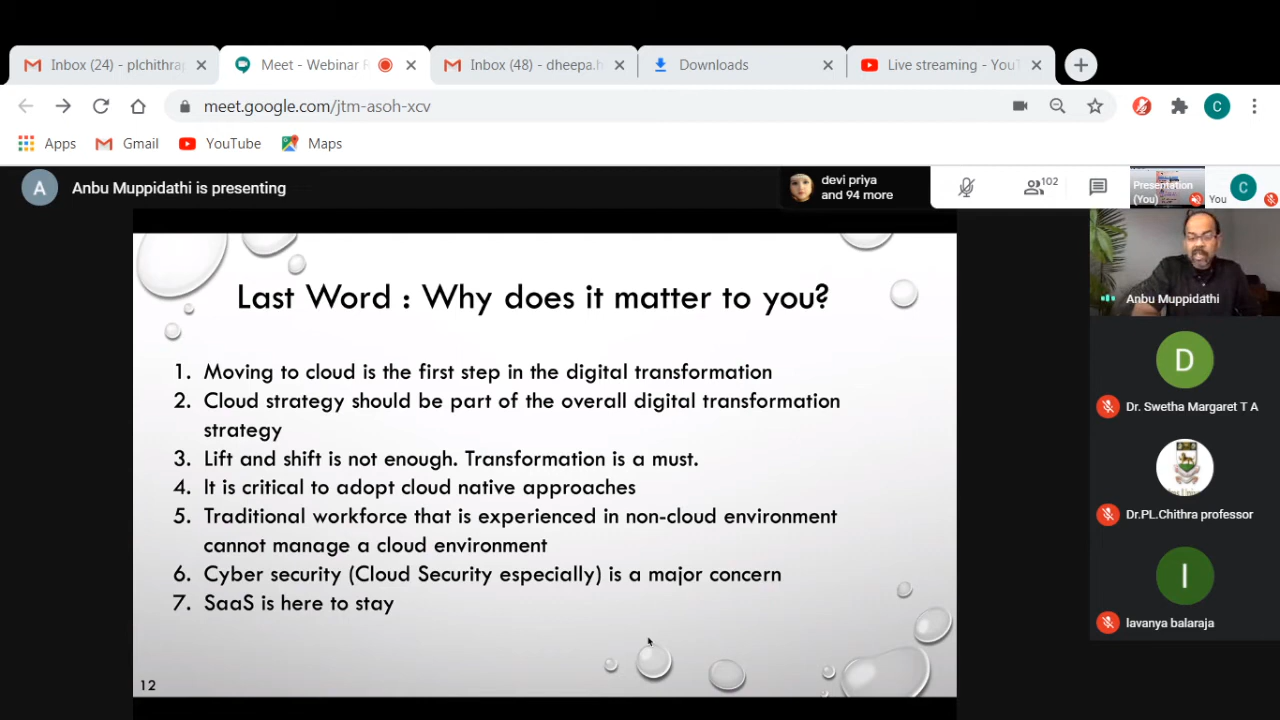 Inbox (24) - plchithrap
Meet - Webinar R
Inbox (48) - dheepa.h
Downloads
Live streaming - YouT
meet.google.com/jtm-asoh-xcv
C
Apps
Gmail
YouTube
Maps
A
Anbu Muppidathi is presenting
devi priya
and 94 more
102
Presentation
(You)
You
C
Last Word : Why does it matter to you?
1. Moving to cloud is the first step in the digital transformation
2. Cloud strategy should be part of the overall digital transformation
strategy
3. Lift and shift is not enough. Transformation is a must.
4. It is critical to adopt cloud native approaches
5. Traditional workforce that is experienced in non-cloud environment
cannot manage a cloud environment
6. Cyber security (Cloud Security especially) is a major concern
7. SaaS is here to stay
12
Anbu Muppidathi
D
Dr. Swetha Margaret T A
Dr.PL.Chithra professor
I
lavanya balaraja